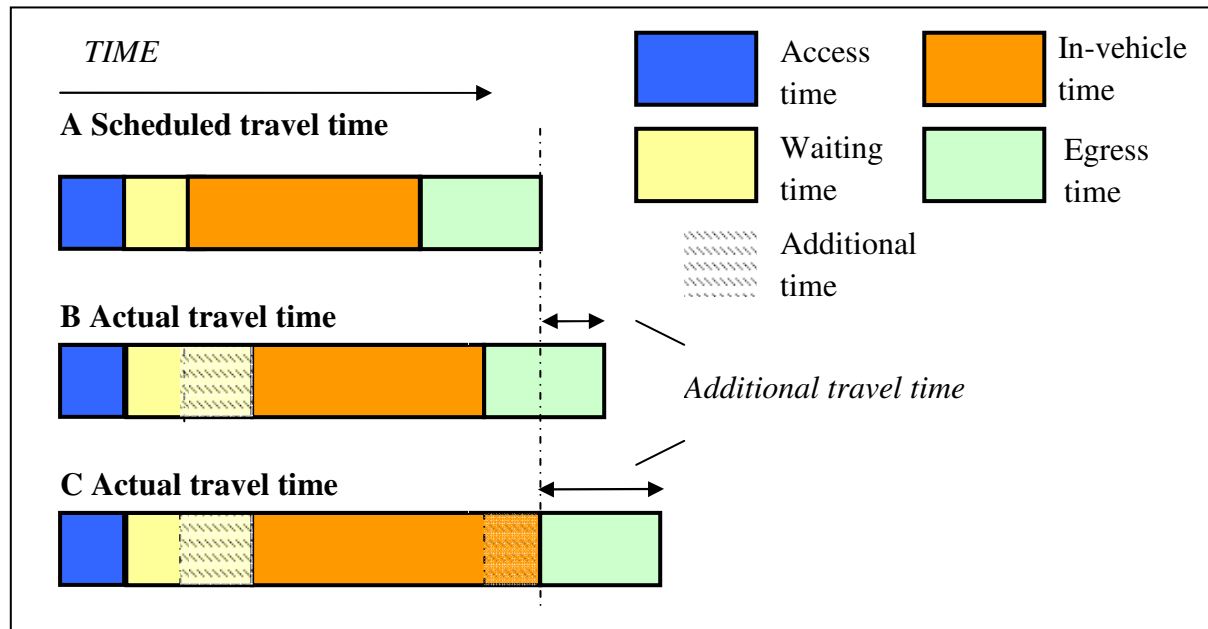 TIME
A Scheduled travel time
Access
time
In-vehicle
time
Waiting
time
Egress
time
Additional
time
B Actual travel time
Additional travel time
C Actual travel time